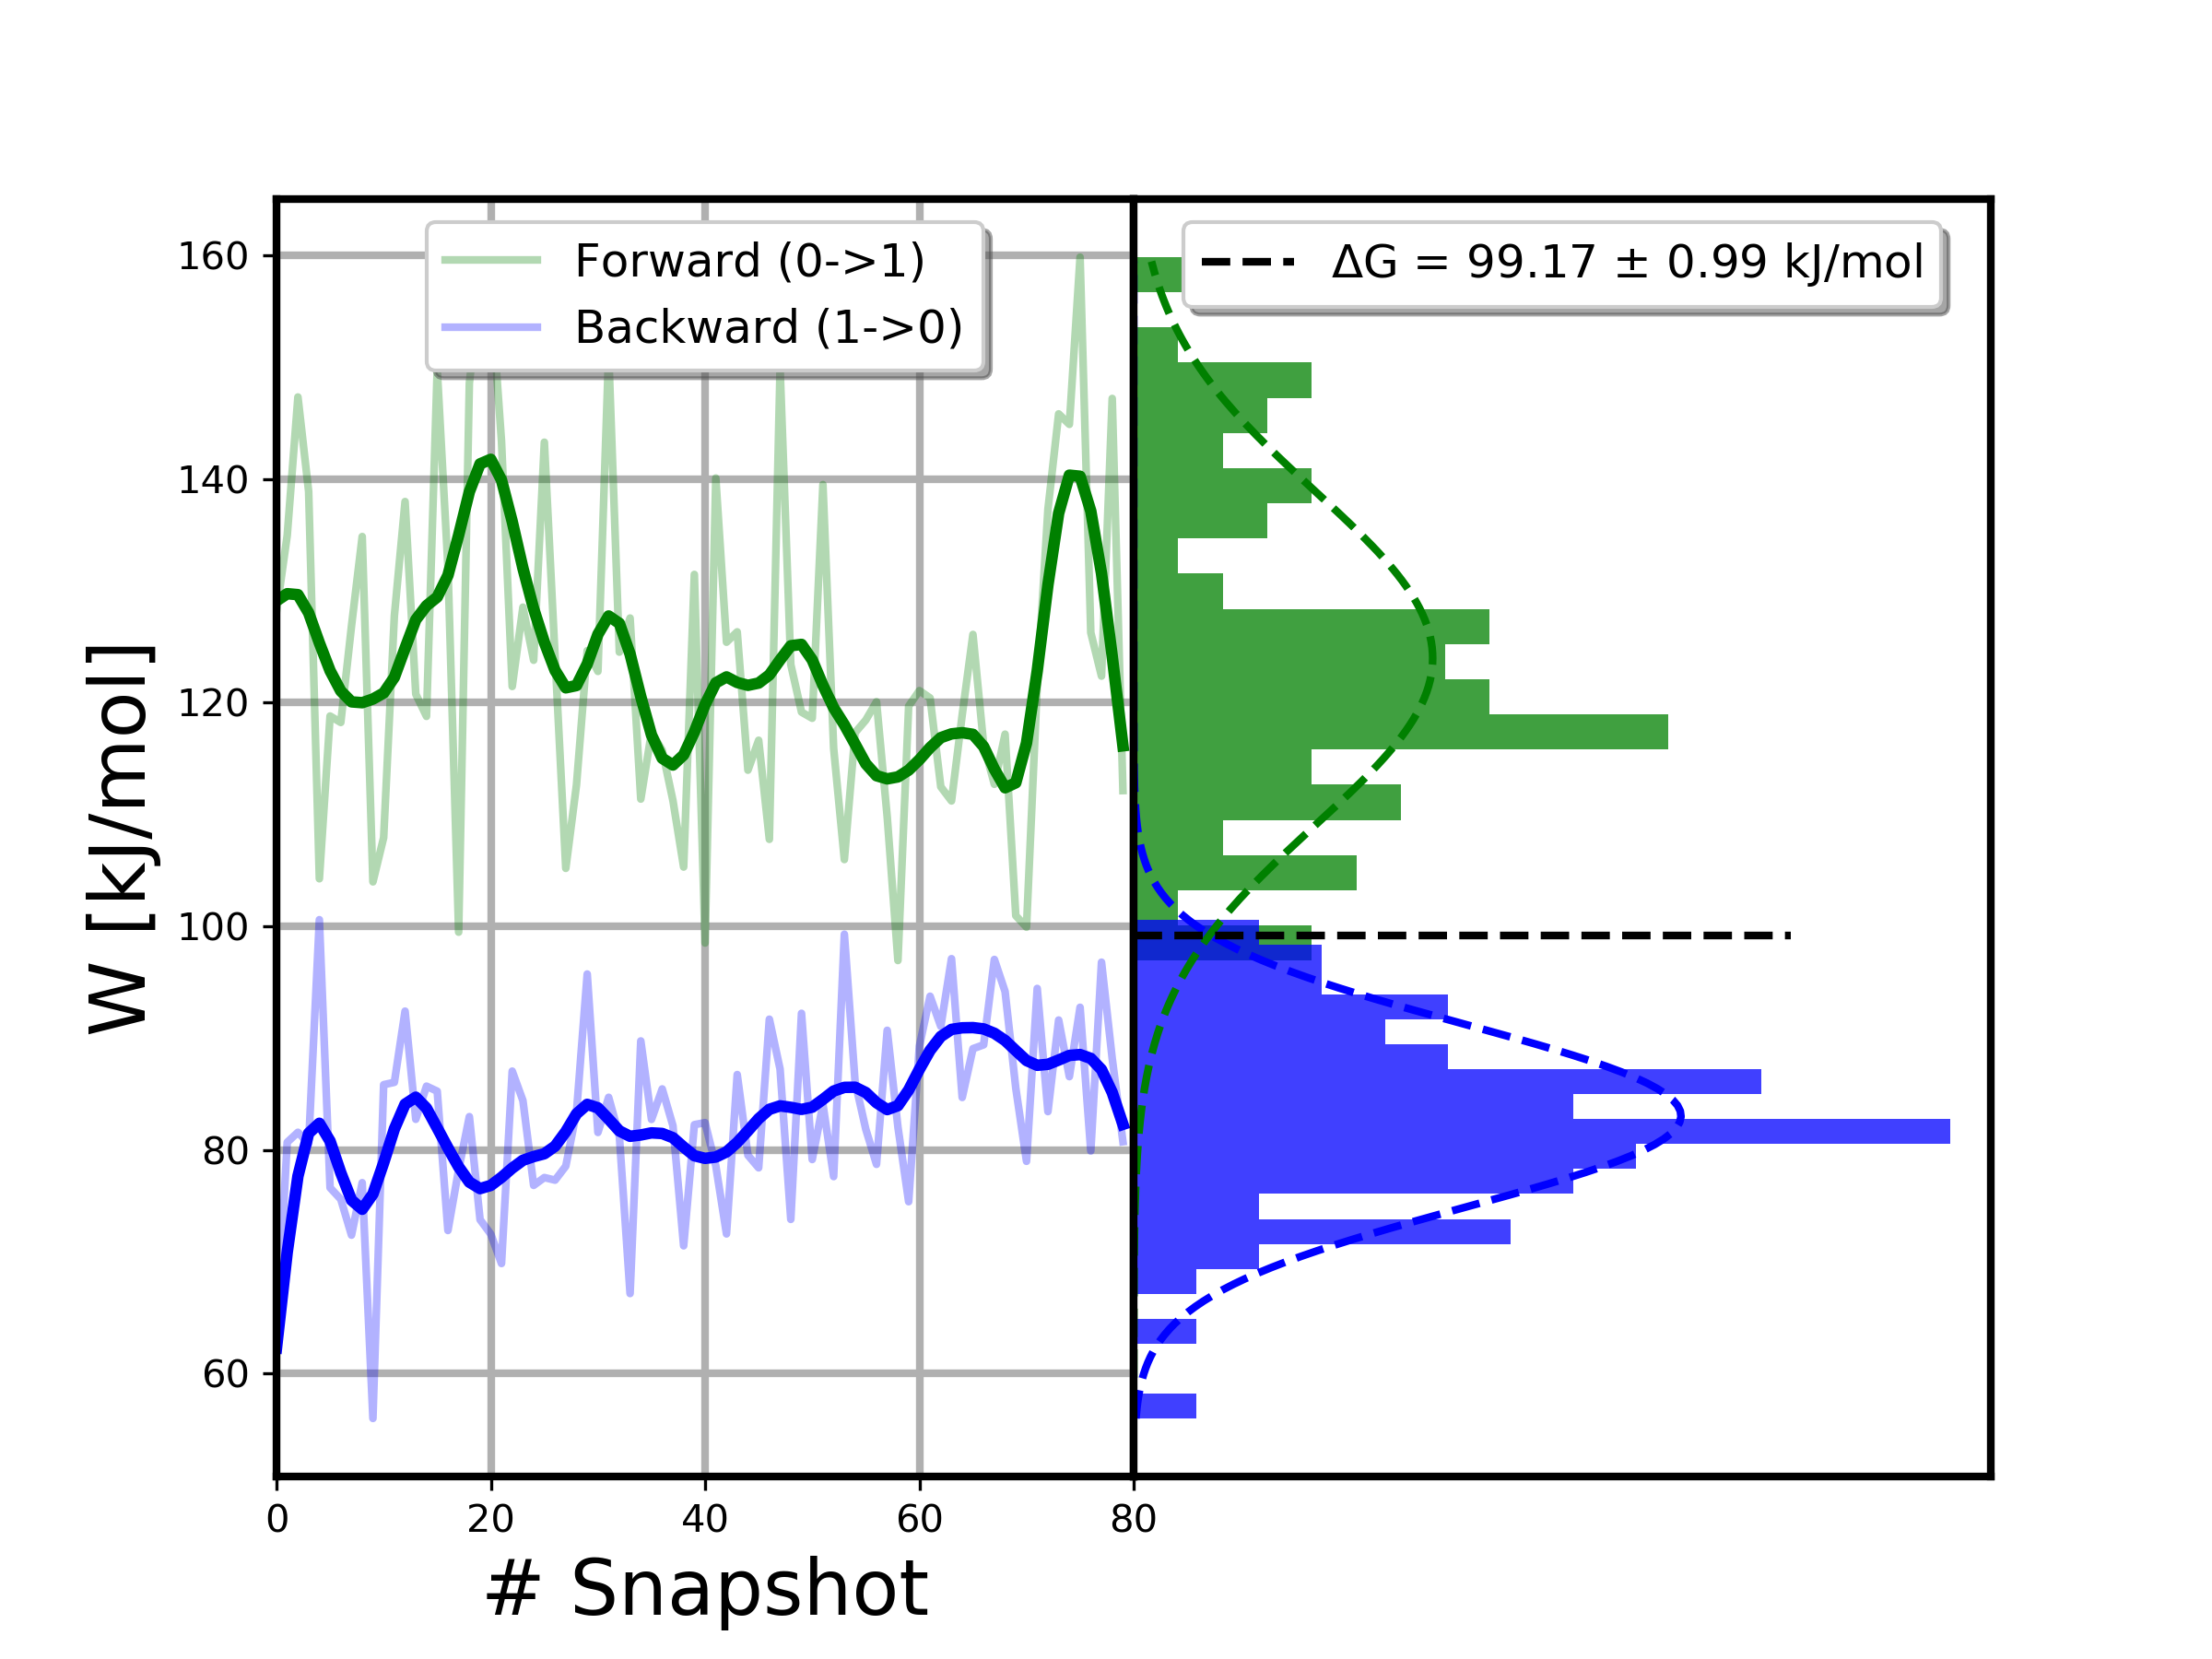 Forward (0->1)
Backward (1->0)
ΔG = 99.17 ± 0.99 kJ/mol
W [kJ/mol]
160
140
120
100
80
60
0 20 40 60 80
# Snapshot